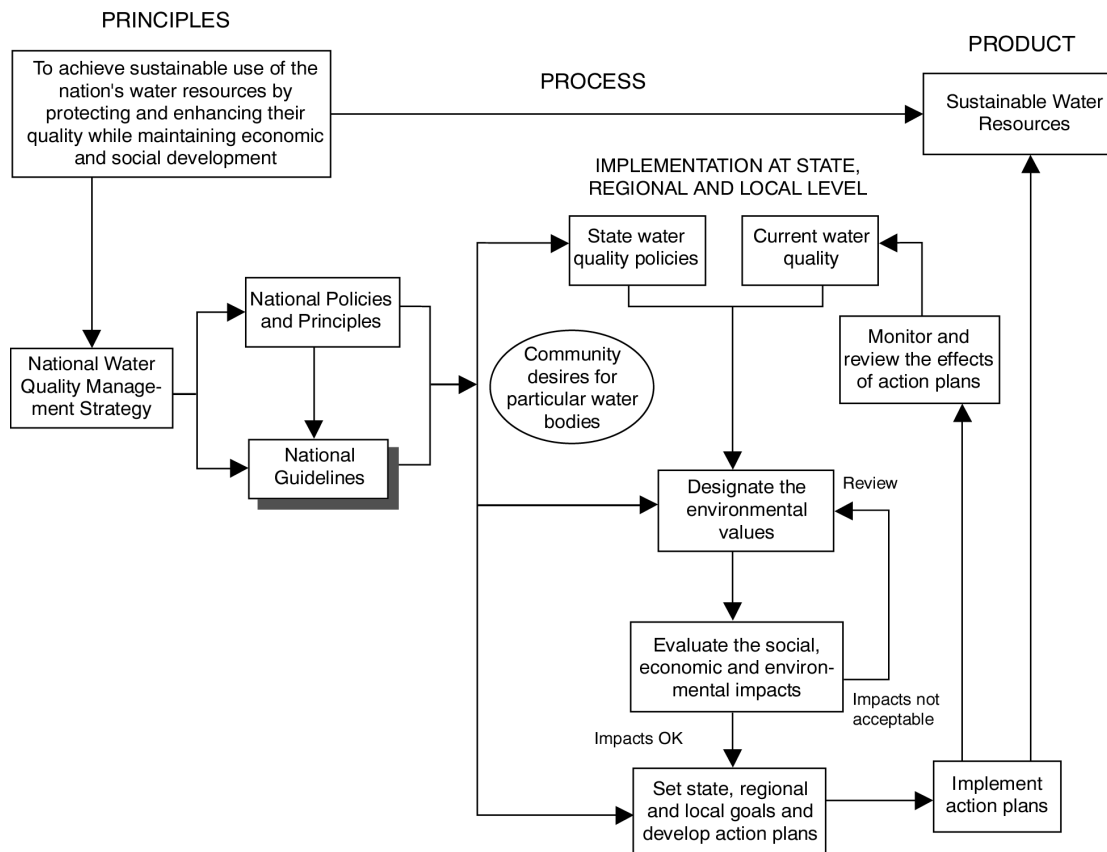 PRINCIPLES
To achieve sustainable use of the
nation's water resources by
protecting and enhancing their
quality while maintaining economic
and social development
PROCESS
PRODUCT
Sustainable Water
Resources
IMPLEMENTATION AT STATE,
REGIONAL AND LOCAL LEVEL
State water
quality policies
Current water
quality
National Policies
and Principles
Monitor and
review the effects
of action plans
National Water
Quality Manage-
ment Strategy
Community
desires for
particular water
bodies
National
Guidelines
Designate the
environmental
values
Review
Evaluate the social,
economic and environ-
mental impacts
Impacts not
acceptable
Impacts OK
Set state, regional
and local goals and
develop action plans
Implement
action plans